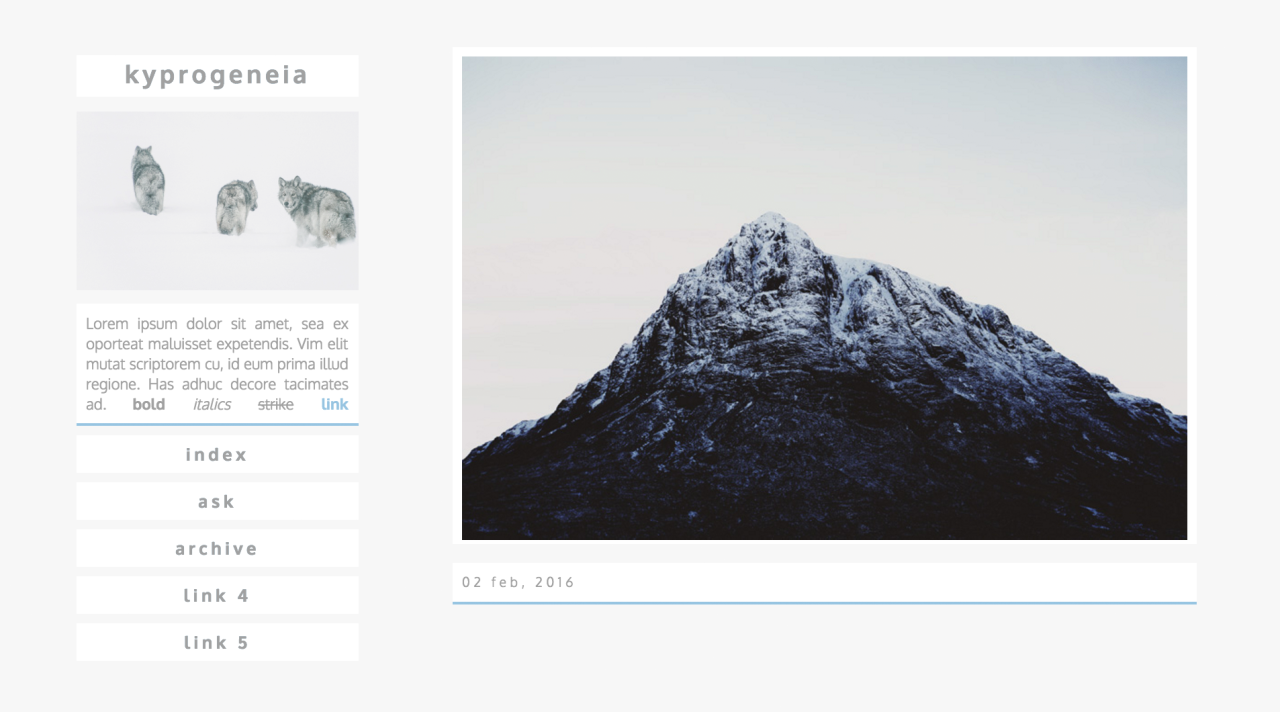 kyprogeneia
Lorem ipsum dolor sit amet, sea ex
oporteat maluisset expetendis. Vim elit
mutat scriptorem cu, id eum prima illud
regione. Has adhuc decore tacimates
ad. bold italics strike link
index
ask
archive
link 4
link 5
02 feb, 2016